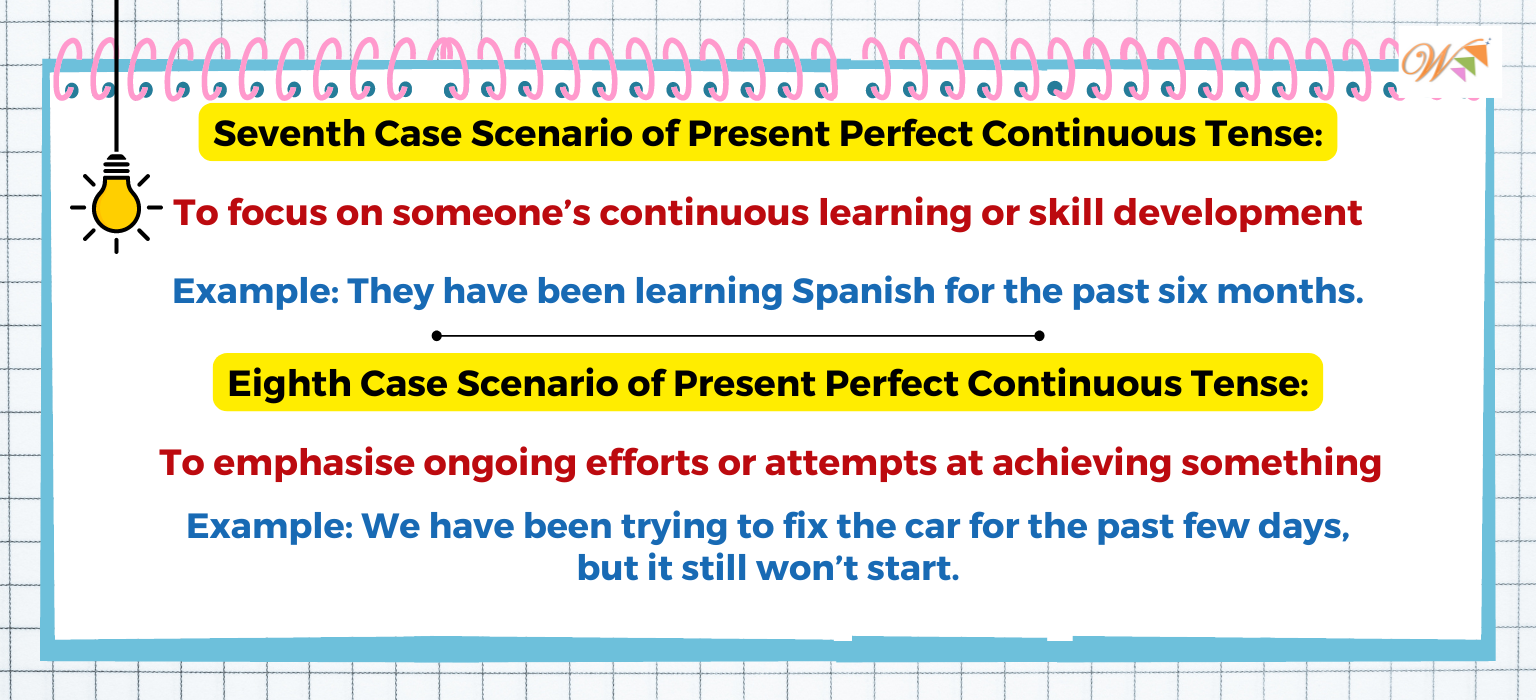 W
Seventh Case Scenario of Present Perfect Continuous Tense:
To focus on someone’s continuous learning or skill development
Example: They have been learning Spanish for the past six months.
Eighth Case Scenario of Present Perfect Continuous Tense:
To emphasise ongoing efforts or attempts at achieving something
Example: We have been trying to fix the car for the past few days,
but it still won’t start.